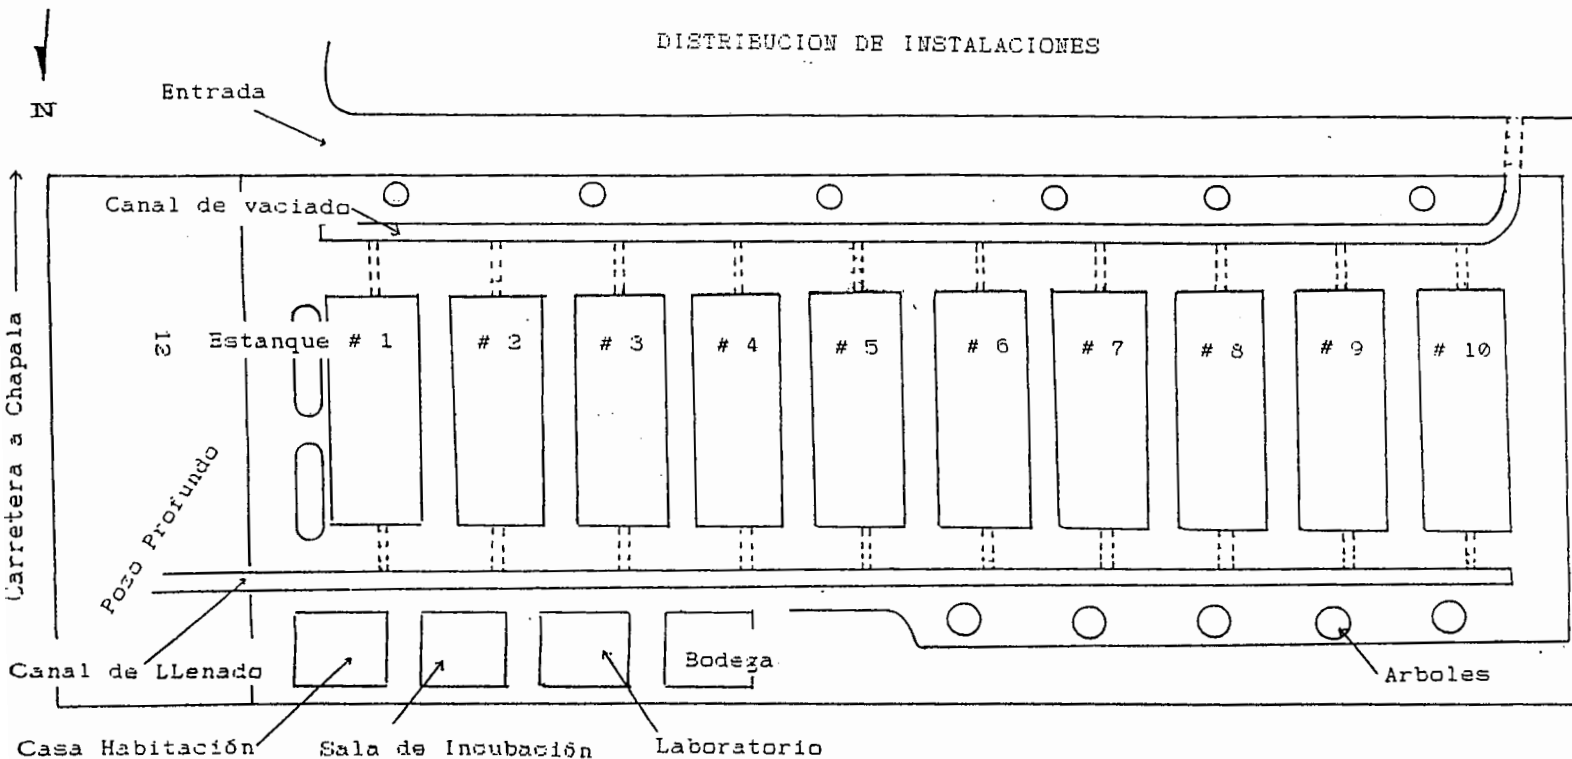 DISTRIBUCION DE INSTALACIONES
Entrada
N
Canal de vaciado
Carretera a Chapala
Estanque # 1
# 2
# 3
# 4
# 5
# 6
# 7
# 8
# 9
# 10
Pozo Profundo
Canal de LLenado
Bodega
Arboles
Casa Habitación
Sala de Incubación
Laboratorio